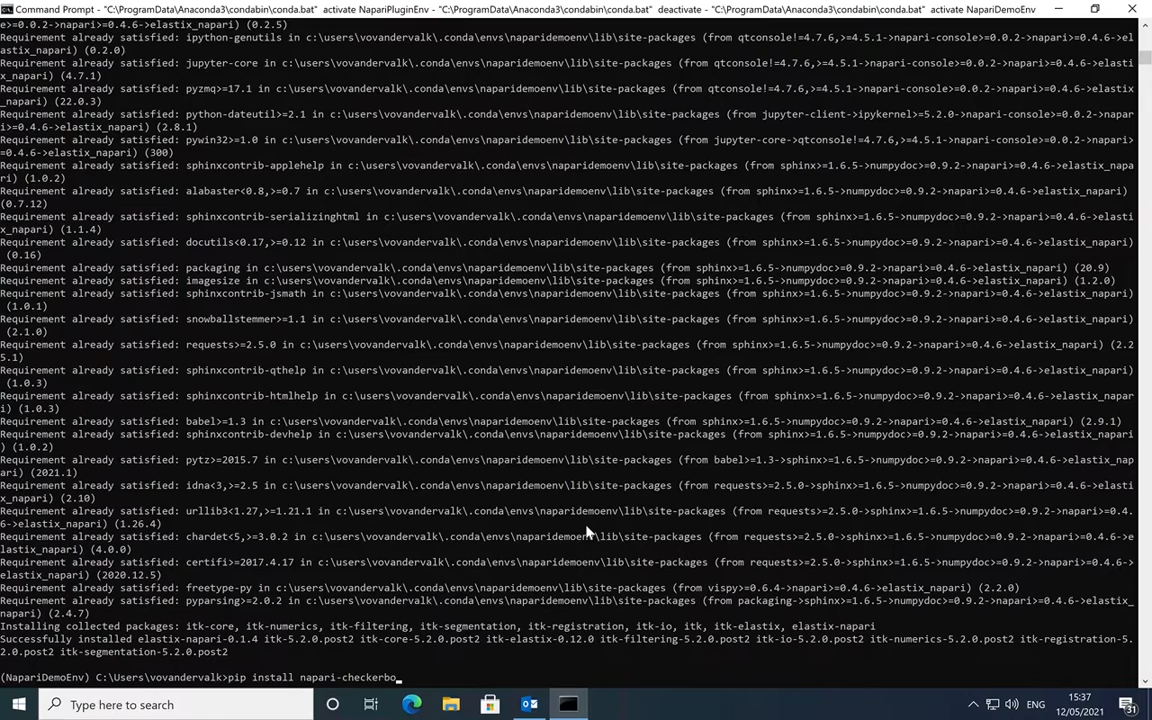 Command Prompt - "C:\ProgramData\Anaconda3\condabin\conda.bat"  activate NapariPluginEnv - "C:\ProgramData\Anaconda3\condabin\conda.bat"  deactivate - "C:\ProgramData\Anaconda3\condabin\conda.bat"  activate NapariDemoEnv
e>=0.0.2->napari>=0.4.6->elastix_napari) (0.2.5)
Requirement already satisfied: ipython-genutils in c:\users\vovandervalk\.conda\envs\naparidemoenv\lib\site-packages (from qtconsole!=4.7.6,>=4.5.1->napari-console>=0.0.2->napari>=0.4.6->el
astix_napari) (0.2.0)
Requirement already satisfied: jupyter-core in c:\users\vovandervalk\.conda\envs\naparidemoenv\lib\site-packages (from qtconsole!=4.7.6,>=4.5.1->napari-console>=0.0.2->napari>=0.4.6->elasti
x_napari) (4.7.1)
Requirement already satisfied: pyzmq>=17.1 in c:\users\vovandervalk\.conda\envs\naparidemoenv\lib\site-packages (from qtconsole!=4.7.6,>=4.5.1->napari-console>=0.0.2->napari>=0.4.6->elastix
_napari) (22.0.3)
Requirement already satisfied: python-dateutil>=2.1 in c:\users\vovandervalk\.conda\envs\naparidemoenv\lib\site-packages (from jupyter-client->ipykernel>=5.2.0->napari-console>=0.0.2->napar
i>=0.4.6->elastix_napari) (2.8.1)
Requirement already satisfied: pywin32>=1.0 in c:\users\vovandervalk\.conda\envs\naparidemoenv\lib\site-packages (from jupyter-core->qtconsole!=4.7.6,>=4.5.1->napari-console>=0.0.2->napari>
=0.4.6->elastix_napari) (300)
Requirement already satisfied: sphinxcontrib-applehelp in c:\users\vovandervalk\.conda\envs\naparidemoenv\lib\site-packages (from sphinx>=1.6.5->numpydoc>=0.9.2->napari>=0.4.6->elastix_napa
ri) (1.0.2)
Requirement already satisfied: alabaster<0.8,>=0.7 in c:\users\vovandervalk\.conda\envs\naparidemoenv\lib\site-packages (from sphinx>=1.6.5->numpydoc>=0.9.2->napari>=0.4.6->elastix_napari)
(0.7.12)
Requirement already satisfied: sphinxcontrib-serializinghtml in c:\users\vovandervalk\.conda\envs\naparidemoenv\lib\site-packages (from sphinx>=1.6.5->numpydoc>=0.9.2->napari>=0.4.6->elasti
x_napari) (1.1.4)
Requirement already satisfied: docutils<0.17,>=0.12 in c:\users\vovandervalk\.conda\envs\naparidemoenv\lib\site-packages (from sphinx>=1.6.5->numpydoc>=0.9.2->napari>=0.4.6->elastix_napari)
(0.16)
Requirement already satisfied: packaging in c:\users\vovandervalk\.conda\envs\naparidemoenv\lib\site-packages (from sphinx>=1.6.5->numpydoc>=0.9.2->napari>=0.4.6->elastix_napari) (20.9)
Requirement already satisfied: imagesize in c:\users\vovandervalk\.conda\envs\naparidemoenv\lib\site-packages (from sphinx>=1.6.5->numpydoc>=0.9.2->napari>=0.4.6->elastix_napari) (1.2.0)
Requirement already satisfied: sphinxcontrib-jsmath in c:\users\vovandervalk\.conda\envs\naparidemoenv\lib\site-packages (from sphinx>=1.6.5->numpydoc>=0.9.2->napari>=0.4.6->elastix_napari)
(1.0.1)
Requirement already satisfied: snowballstemmer>=1.1 in c:\users\vovandervalk\.conda\envs\naparidemoenv\lib\site-packages (from sphinx>=1.6.5->numpydoc>=0.9.2->napari>=0.4.6->elastix_napari)
(2.1.0)
Requirement already satisfied: requests>=2.5.0 in c:\users\vovandervalk\.conda\envs\naparidemoenv\lib\site-packages (from sphinx>=1.6.5->numpydoc>=0.9.2->napari>=0.4.6->elastix_napari) (2.2
5.1)
Requirement already satisfied: sphinxcontrib-qthelp in c:\users\vovandervalk\.conda\envs\naparidemoenv\lib\site-packages (from sphinx>=1.6.5->numpydoc>=0.9.2->napari>=0.4.6->elastix_napari)
(1.0.3)
Requirement already satisfied: sphinxcontrib-htmlhelp in c:\users\vovandervalk\.conda\envs\naparidemoenv\lib\site-packages (from sphinx>=1.6.5->numpydoc>=0.9.2->napari>=0.4.6->elastix_napar
i) (1.0.3)
Requirement already satisfied: babel>=1.3 in c:\users\vovandervalk\.conda\envs\naparidemoenv\lib\site-packages (from sphinx>=1.6.5->numpydoc>=0.9.2->napari>=0.4.6->elastix_napari) (2.9.1)
Requirement already satisfied: sphinxcontrib-devhelp in c:\users\vovandervalk\.conda\envs\naparidemoenv\lib\site-packages (from sphinx>=1.6.5->numpydoc>=0.9.2->napari>=0.4.6->elastix_napari
) (1.0.2)
Requirement already satisfied: pytz>=2015.7 in c:\users\vovandervalk\.conda\envs\naparidemoenv\lib\site-packages (from babel>=1.3->sphinx>=1.6.5->numpydoc>=0.9.2->napari>=0.4.6->elastix_nap
ari) (2021.1)
Requirement already satisfied: idna<3,>=2.5 in c:\users\vovandervalk\.conda\envs\naparidemoenv\lib\site-packages (from requests>=2.5.0->sphinx>=1.6.5->numpydoc>=0.9.2->napari>=0.4.6->elasti
x_napari) (2.10)
Requirement already satisfied: urllib3<1.27,>=1.21.1 in c:\users\vovandervalk\.conda\envs\naparidemoenv\lib\site-packages (from requests>=2.5.0->sphinx>=1.6.5->numpydoc>=0.9.2->napari>=0.4.
6->elastix_napari) (1.26.4)
Requirement already satisfied: chardet<5,>=3.0.2 in c:\users\vovandervalk\.conda\envs\naparidemoenv\lib\site-packages (from requests>=2.5.0->sphinx>=1.6.5->numpydoc>=0.9.2->napari>=0.4.6->e
lastix_napari) (4.0.0)
Requirement already satisfied: certifi>=2017.4.17 in c:\users\vovandervalk\.conda\envs\naparidemoenv\lib\site-packages (from requests>=2.5.0->sphinx>=1.6.5->numpydoc>=0.9.2->napari>=0.4.6->
elastix_napari) (2020.12.5)
Requirement already satisfied: freetype-py in c:\users\vovandervalk\.conda\envs\naparidemoenv\lib\site-packages (from vispy>=0.6.4->napari>=0.4.6->elastix_napari) (2.2.0)
Requirement already satisfied: pyparsing>=2.0.2 in c:\users\vovandervalk\.conda\envs\naparidemoenv\lib\site-packages (from packaging->sphinx>=1.6.5->numpydoc>=0.9.2->napari>=0.4.6->elastix_
napari) (2.4.7)
Installing collected packages: itk-core, itk-numerics, itk-filtering, itk-segmentation, itk-registration, itk-io, itk, itk-elastix, elastix-napari
Successfully installed elastix-napari-0.1.4 itk-5.2.0.post2 itk-core-5.2.0.post2 itk-elastix-0.12.0 itk-filtering-5.2.0.post2 itk-io-5.2.0.post2 itk-numerics-5.2.0.post2 itk-registration-5.
2.0.post2 itk-segmentation-5.2.0.post2
(NapariDemoEnv) C:\Users\vovandervalk>pip install napari-checkerbo_
Type here to search
ENG
15:37
12/05/2021
31